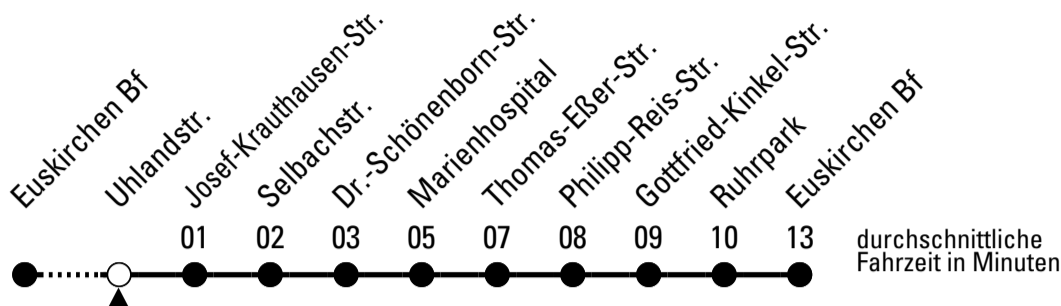 Euskirchen Bf
Uhlandstr.
Josef-Krauthausen-Str.
Selbachstr.
Dr.-Schönenborn-Str.
Marienhospital
Thomas-Eßer-Str.
Philipp-Reis-Str.
Gottfried-Kinkel-Str.
Ruhrpark
Euskirchen Bf
01 02 03 05 07 08 09 10 13
durchschnittliche
Fahrzeit in Minuten